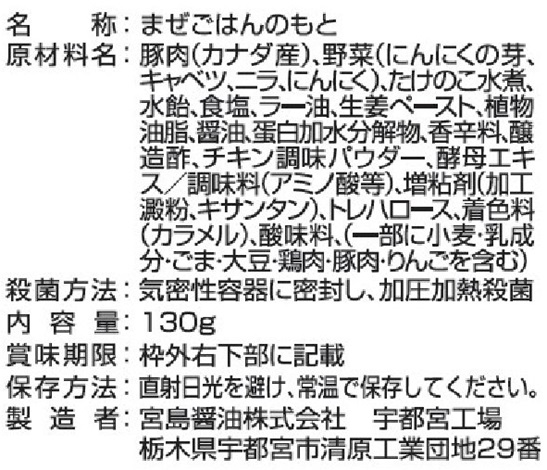 名称：まぜごはんのもと
原材料名：豚肉(カナダ産)、野菜(にんにくの芽、
キャベツ、ニラ、にんにく)、たけのこ水煮、
水飴、食塩、ラー油、生姜ペースト、植物
油脂、醤油、蛋白加水分解物、香辛料、醸
造酢、チキン調味パウダー、酵母エキ
ス／調味料(アミノ酸等)、増粘剤(加工
澱粉、キサンタン)、トレハロース、着色料
(カラメル)、酸味料、(一部に小麦・乳成
分・ごま・大豆・鶏肉・豚肉・りんごを含む)
殺菌方法：気密性容器に密封し、加圧加熱殺菌
内容量：130g
賞味期限：枠外右下部に記載
保存方法：直射日光を避け、常温で保存してください。
製造者：宮島醤油株式会社　宇都宮工場
栃木県宇都宮市清原工業団地29番